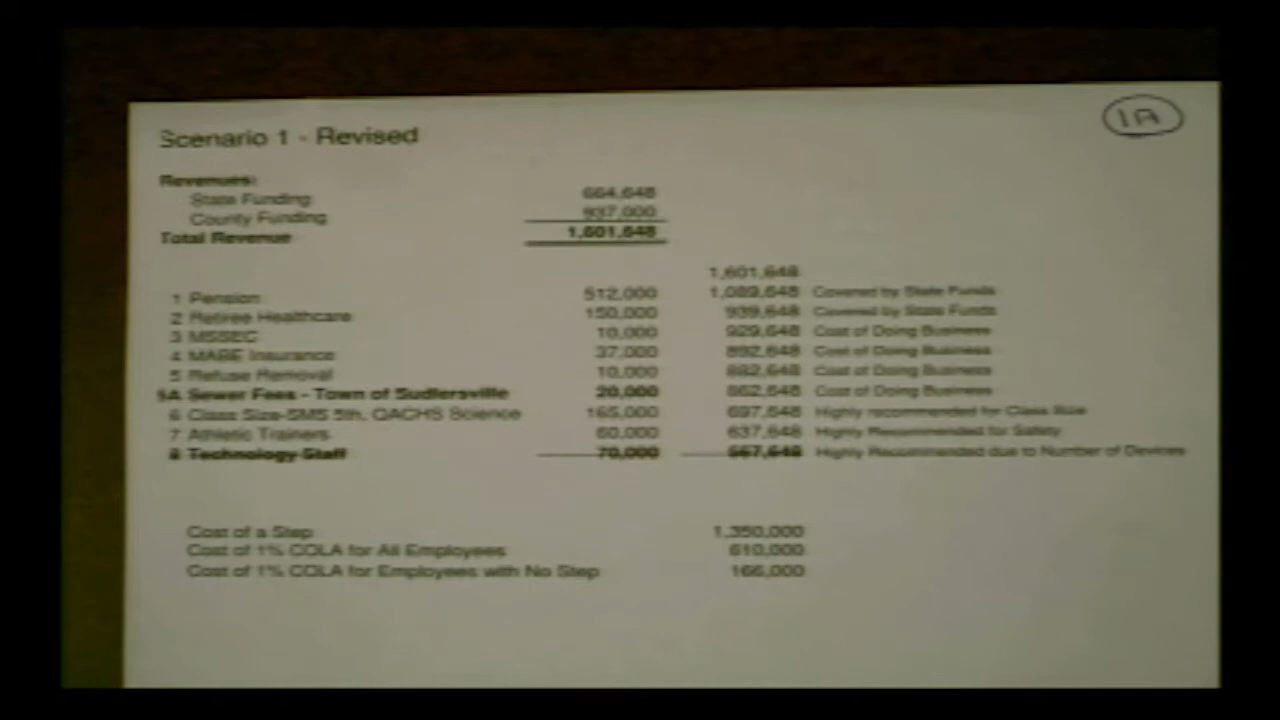 1A
Scenario 1 - Revised
Revenues:
State Funding 664,648
County Funding 937,000
Total Revenue 1,601,648
1,601,648
1 Pension 512,000 1,089,648 Covered by State Funds
2 Retiree Healthcare 150,000 939,648 Covered by State Funds
3 MSSEC 10,000 929,648 Cost of Doing Business
4 MABE Insurance 37,000 892,648 Cost of Doing Business
5 Refuse Removal 10,000 882,648 Cost of Doing Business
5A Sewer Fees - Town of Sudlersville 20,000 862,648 Cost of Doing Business
6 Class Size-SMS 5th, QACHS Science 165,000 697,648 Highly recommended for Class Size
7 Athletic Trainers 60,000 637,648 Highly Recommended for Safety
8 Technology Staff 70,000 567,648 Highly Recommended due to Number of Devices
Cost of a Step 1,350,000
Cost of 1% COLA for All Employees 610,000
Cost of 1% COLA for Employees with No Step 166,000